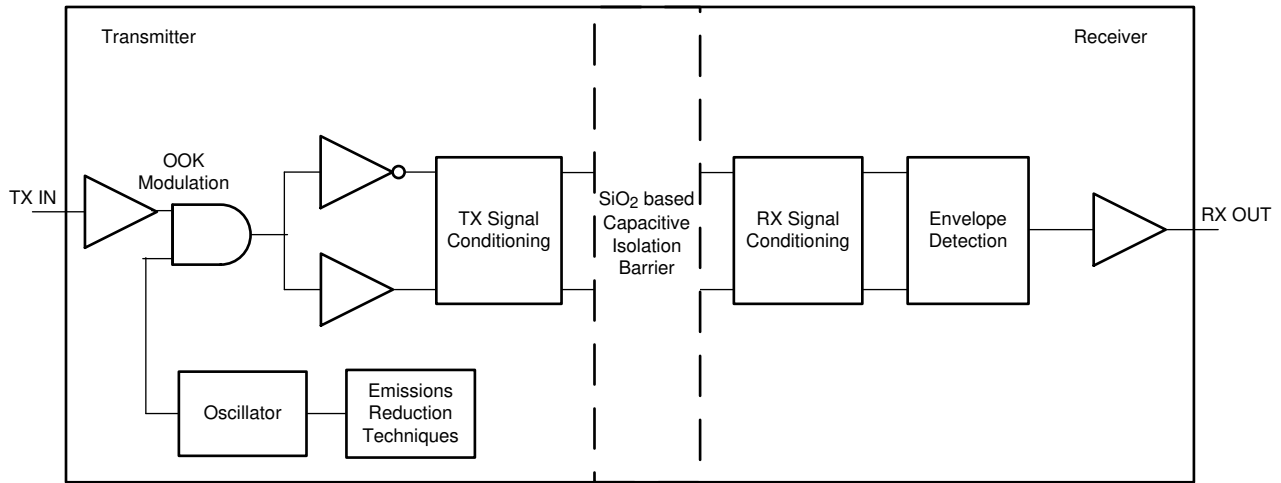 Transmitter
Receiver
OOK
Modulation
TX IN
TX Signal
Conditioning
SiO2 based
Capacitive
Isolation
Barrier
RX Signal
Conditioning
Envelope
Detection
RX OUT
Oscillator
Emissions
Reduction
Techniques